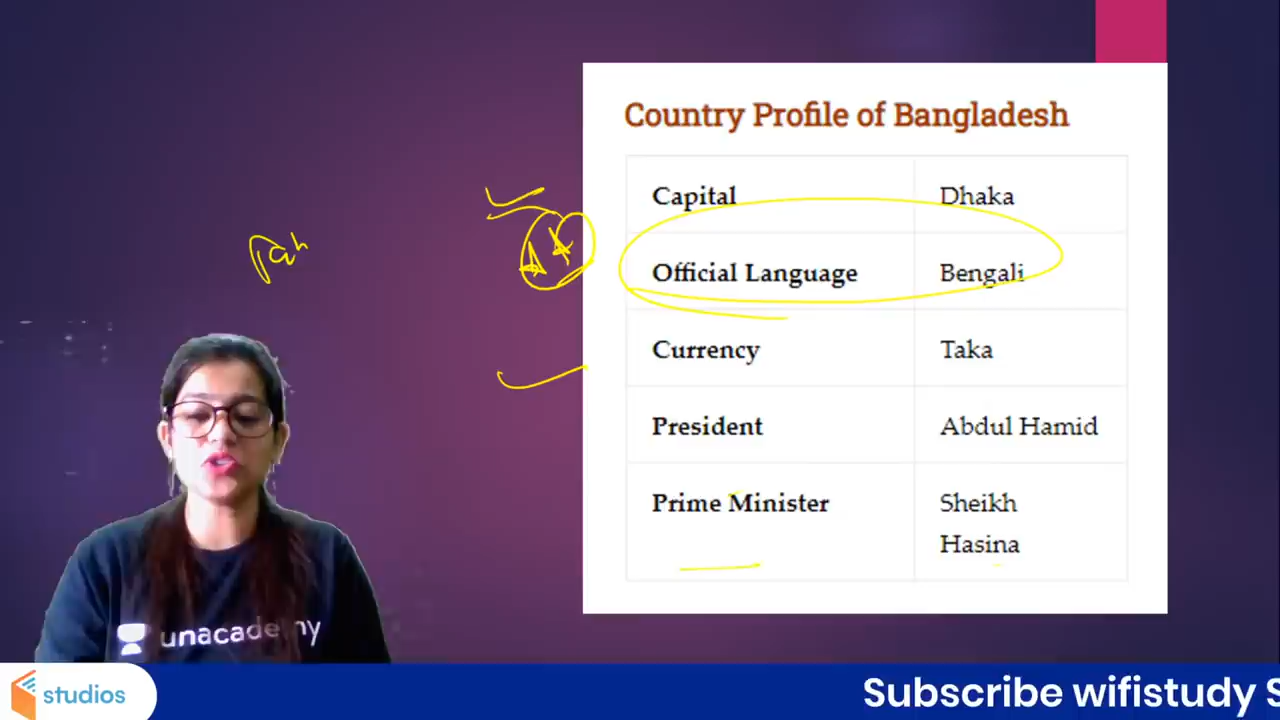 Country Profile of Bangladesh
Capital Dhaka
Official Language Bengali
Currency Taka
President Abdul Hamid
Prime Minister Sheikh
Hasina
unacademy
studios
Subscribe wifistudy S